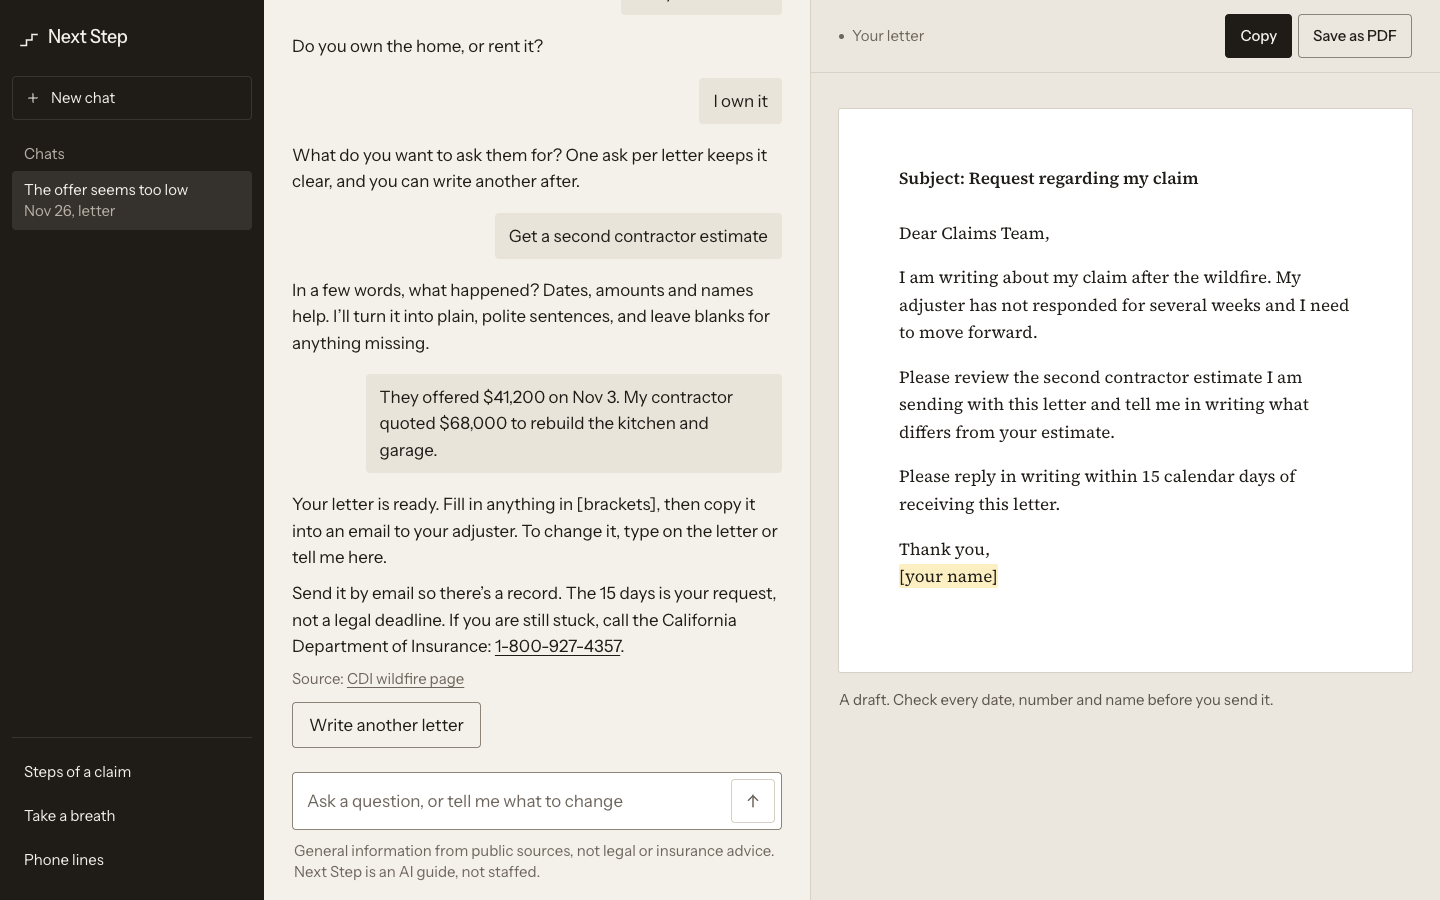 Next Step
+ New chat
Chats
The offer seems too low
Nov 26, letter
Steps of a claim
Take a breath
Phone lines
Do you own the home, or rent it?
I own it
What do you want to ask them for? One ask per letter keeps it
clear, and you can write another after.
Get a second contractor estimate
In a few words, what happened? Dates, amounts and names
help. I’ll turn it into plain, polite sentences, and leave blanks for
anything missing.
They offered $41,200 on Nov 3. My contractor
quoted $68,000 to rebuild the kitchen and
garage.
Your letter is ready. Fill in anything in [brackets], then copy it
into an email to your adjuster. To change it, type on the letter or
tell me here.
Send it by email so there’s a record. The 15 days is your request,
not a legal deadline. If you are still stuck, call the California
Department of Insurance: 1-800-927-4357.
Source: CDI wildfire page
Write another letter
Ask a question, or tell me what to change
General information from public sources, not legal or insurance advice.
Next Step is an AI guide, not staffed.
• Your letter
Copy
Save as PDF
Subject: Request regarding my claim
Dear Claims Team,
I am writing about my claim after the wildfire. My
adjuster has not responded for several weeks and I need
to move forward.
Please review the second contractor estimate I am
sending with this letter and tell me in writing what
differs from your estimate.
Please reply in writing within 15 calendar days of
receiving this letter.
Thank you,
[your name]
A draft. Check every date, number and name before you send it.